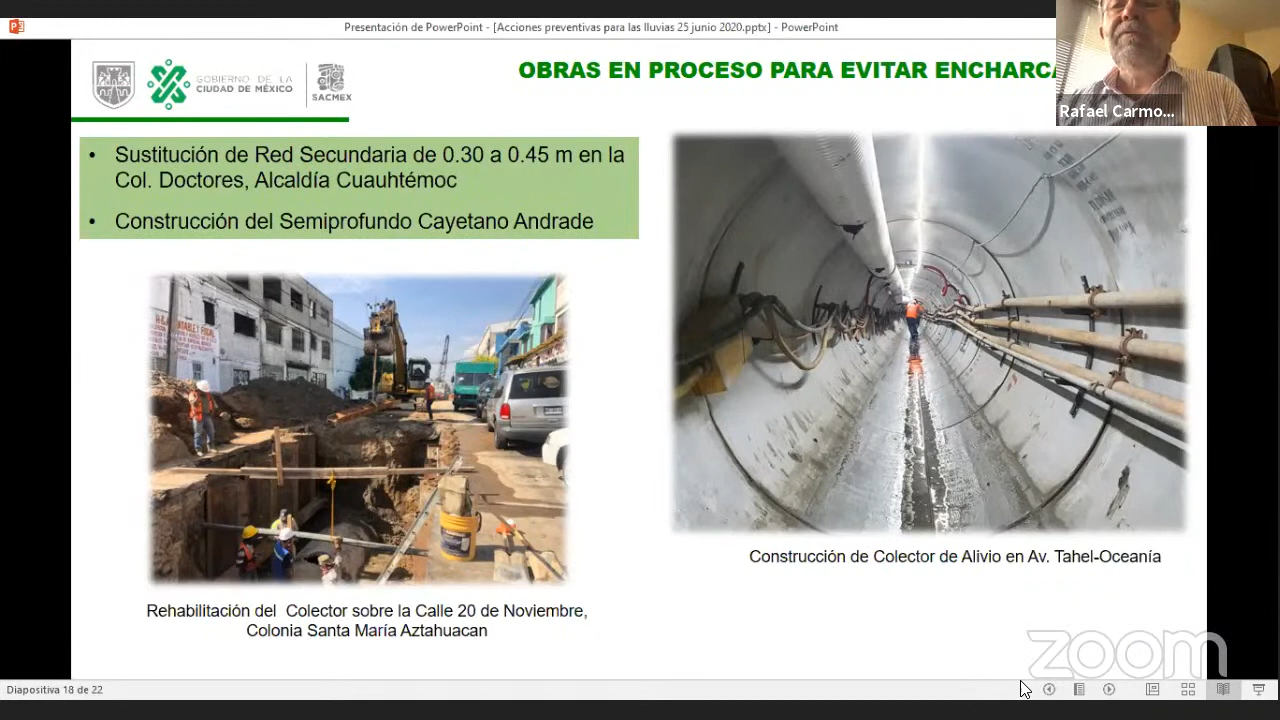 Presentación de PowerPoint - [Acciones preventivas para las lluvias 25 junio 2020.pptx] - PowerPoint
GOBIERNO DE LA
CIUDAD DE MÉXICO
SACMEX
OBRAS EN PROCESO PARA EVITAR ENCHARCA
Rafael Carmo...
• Sustitución de Red Secundaria de 0.30 a 0.45 m en la
Col. Doctores, Alcaldía Cuauhtémoc
• Construcción del Semiprofundo Cayetano Andrade
Construcción de Colector de Alivio en Av. Tahel-Oceanía
Rehabilitación del Colector sobre la Calle 20 de Noviembre,
Colonia Santa María Aztahuacan
zoom
Diapositiva 18 de 22